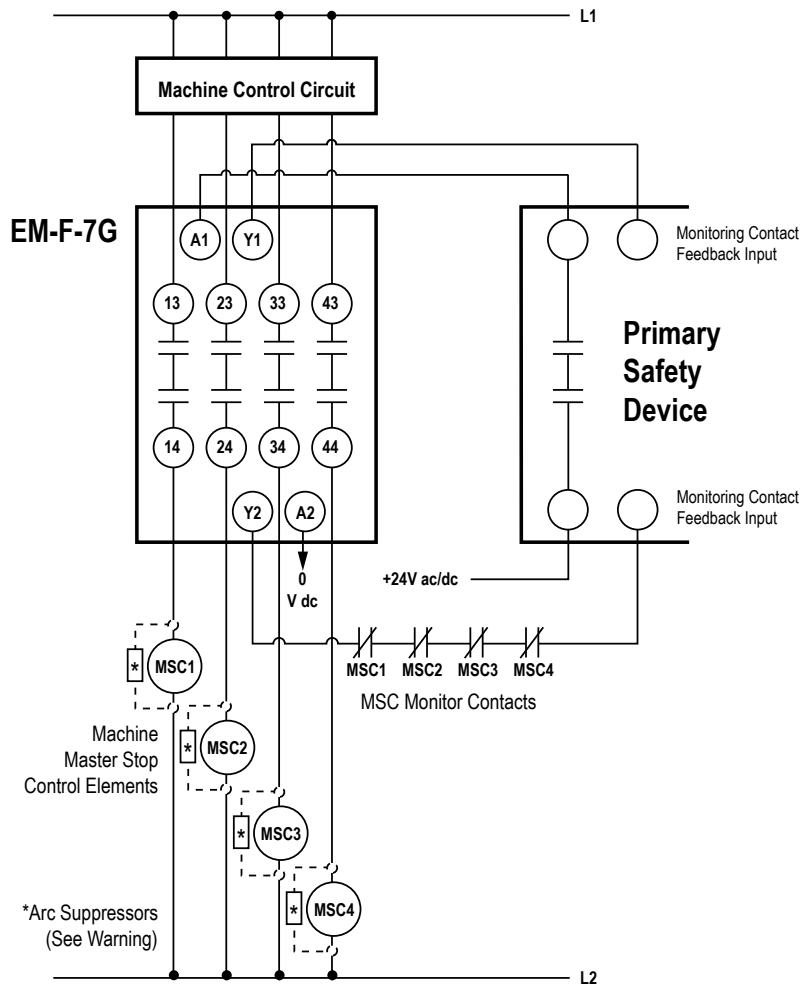 L1
Machine Control Circuit
EM-F-7G
A1
Y1
Monitoring Contact
Feedback Input
13
23
33
43
Primary
Safety
Device
14
24
34
44
Y2
A2
Monitoring Contact
Feedback Input
0
V dc
+24V ac/dc
MSC1
MSC2
MSC3
MSC4
MSC Monitor Contacts
*
MSC1
Machine
Master Stop
Control Elements
*
MSC2
*
MSC3
*
MSC4
*Arc Suppressors
(See Warning)
L2